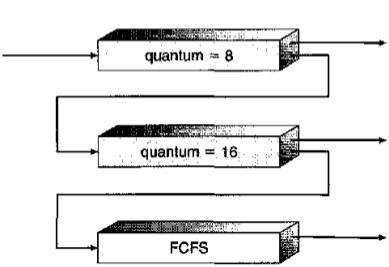 quantum = 8
quantum = 16
FCFS